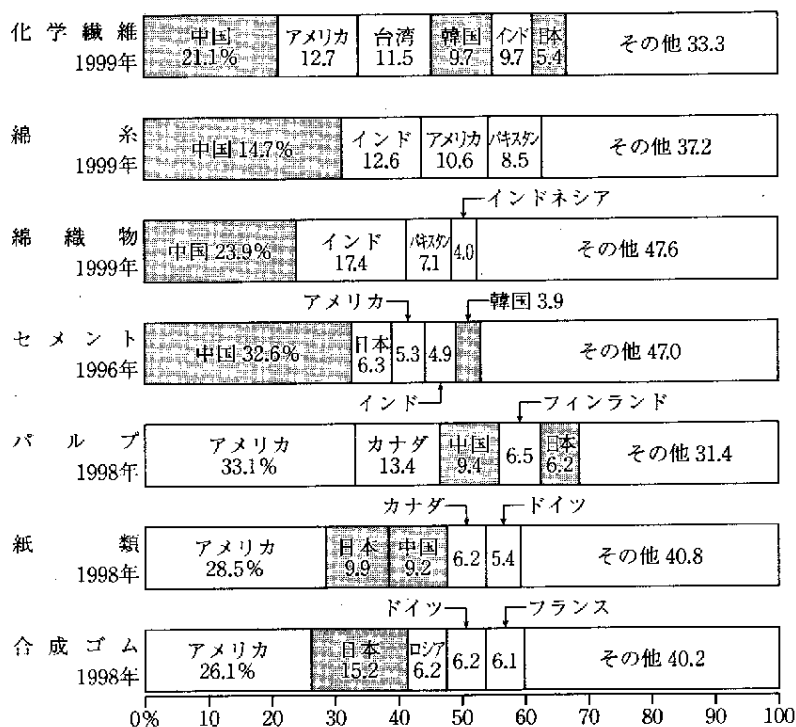 化学繊維
1999年
中国
21.1%
アメリカ
12.7
台湾
11.5
韓国
9.7
インド
9.7
日本
5.4
その他 33.3
綿糸
1999年
中国 14.7%
インド
12.6
アメリカ
10.6
パキスタン
8.5
その他 37.2
インドネシア
綿織物
1999年
中国 23.9%
インド
17.4
パキスタン
7.1
4.0
その他 47.6
アメリカ
韓国 3.9
セメント
1996年
中国 32.6%
日本
6.3
5.3
4.9
その他 47.0
インド
フィンランド
パルプ
1998年
アメリカ
33.1%
カナダ
13.4
中国
9.4
6.5
日本
6.2
その他 31.4
カナダ
ドイツ
紙類
1998年
アメリカ
28.5%
日本
9.9
中国
9.2
6.2
5.4
その他 40.8
ドイツ
フランス
合成ゴム
1998年
アメリカ
26.1%
日本
15.2
ロシア
6.2
6.2
6.1
その他 40.2
0% 10 20 30 40 50 60 70 80 90 100